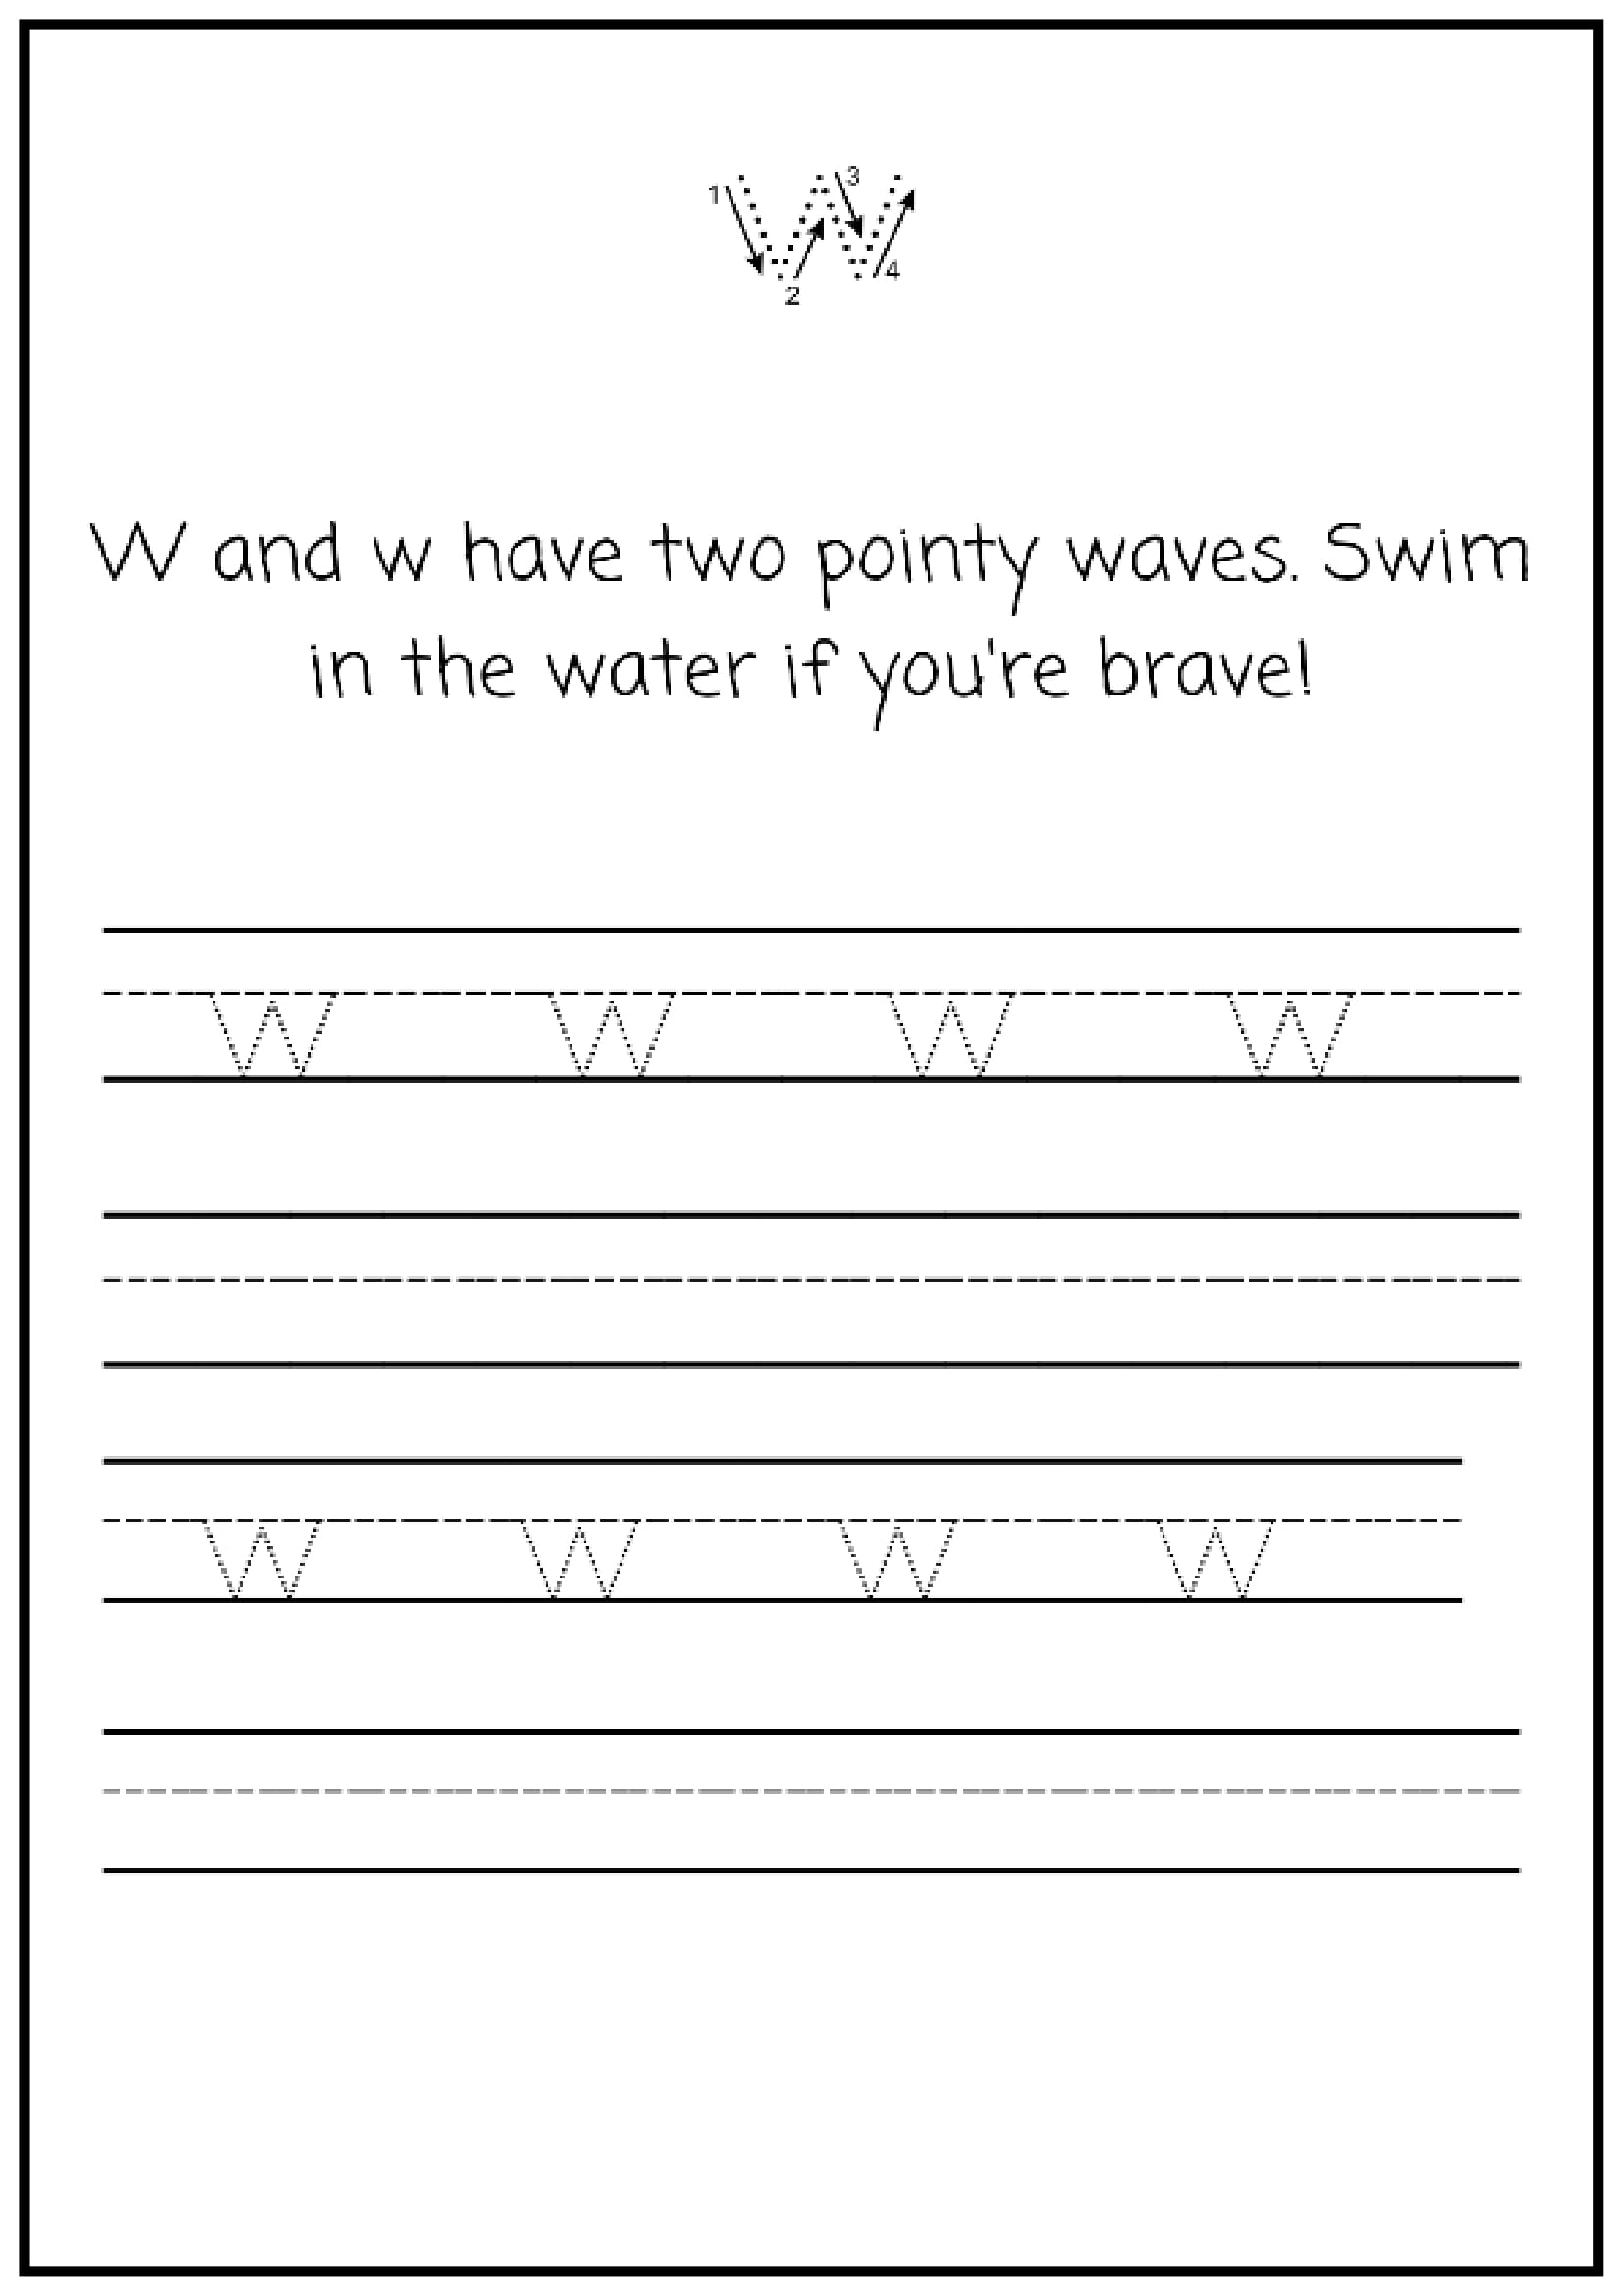 1 3
2 4
W and w have two pointy waves. Swim
in the water if you're brave!
w w w w
w w w w